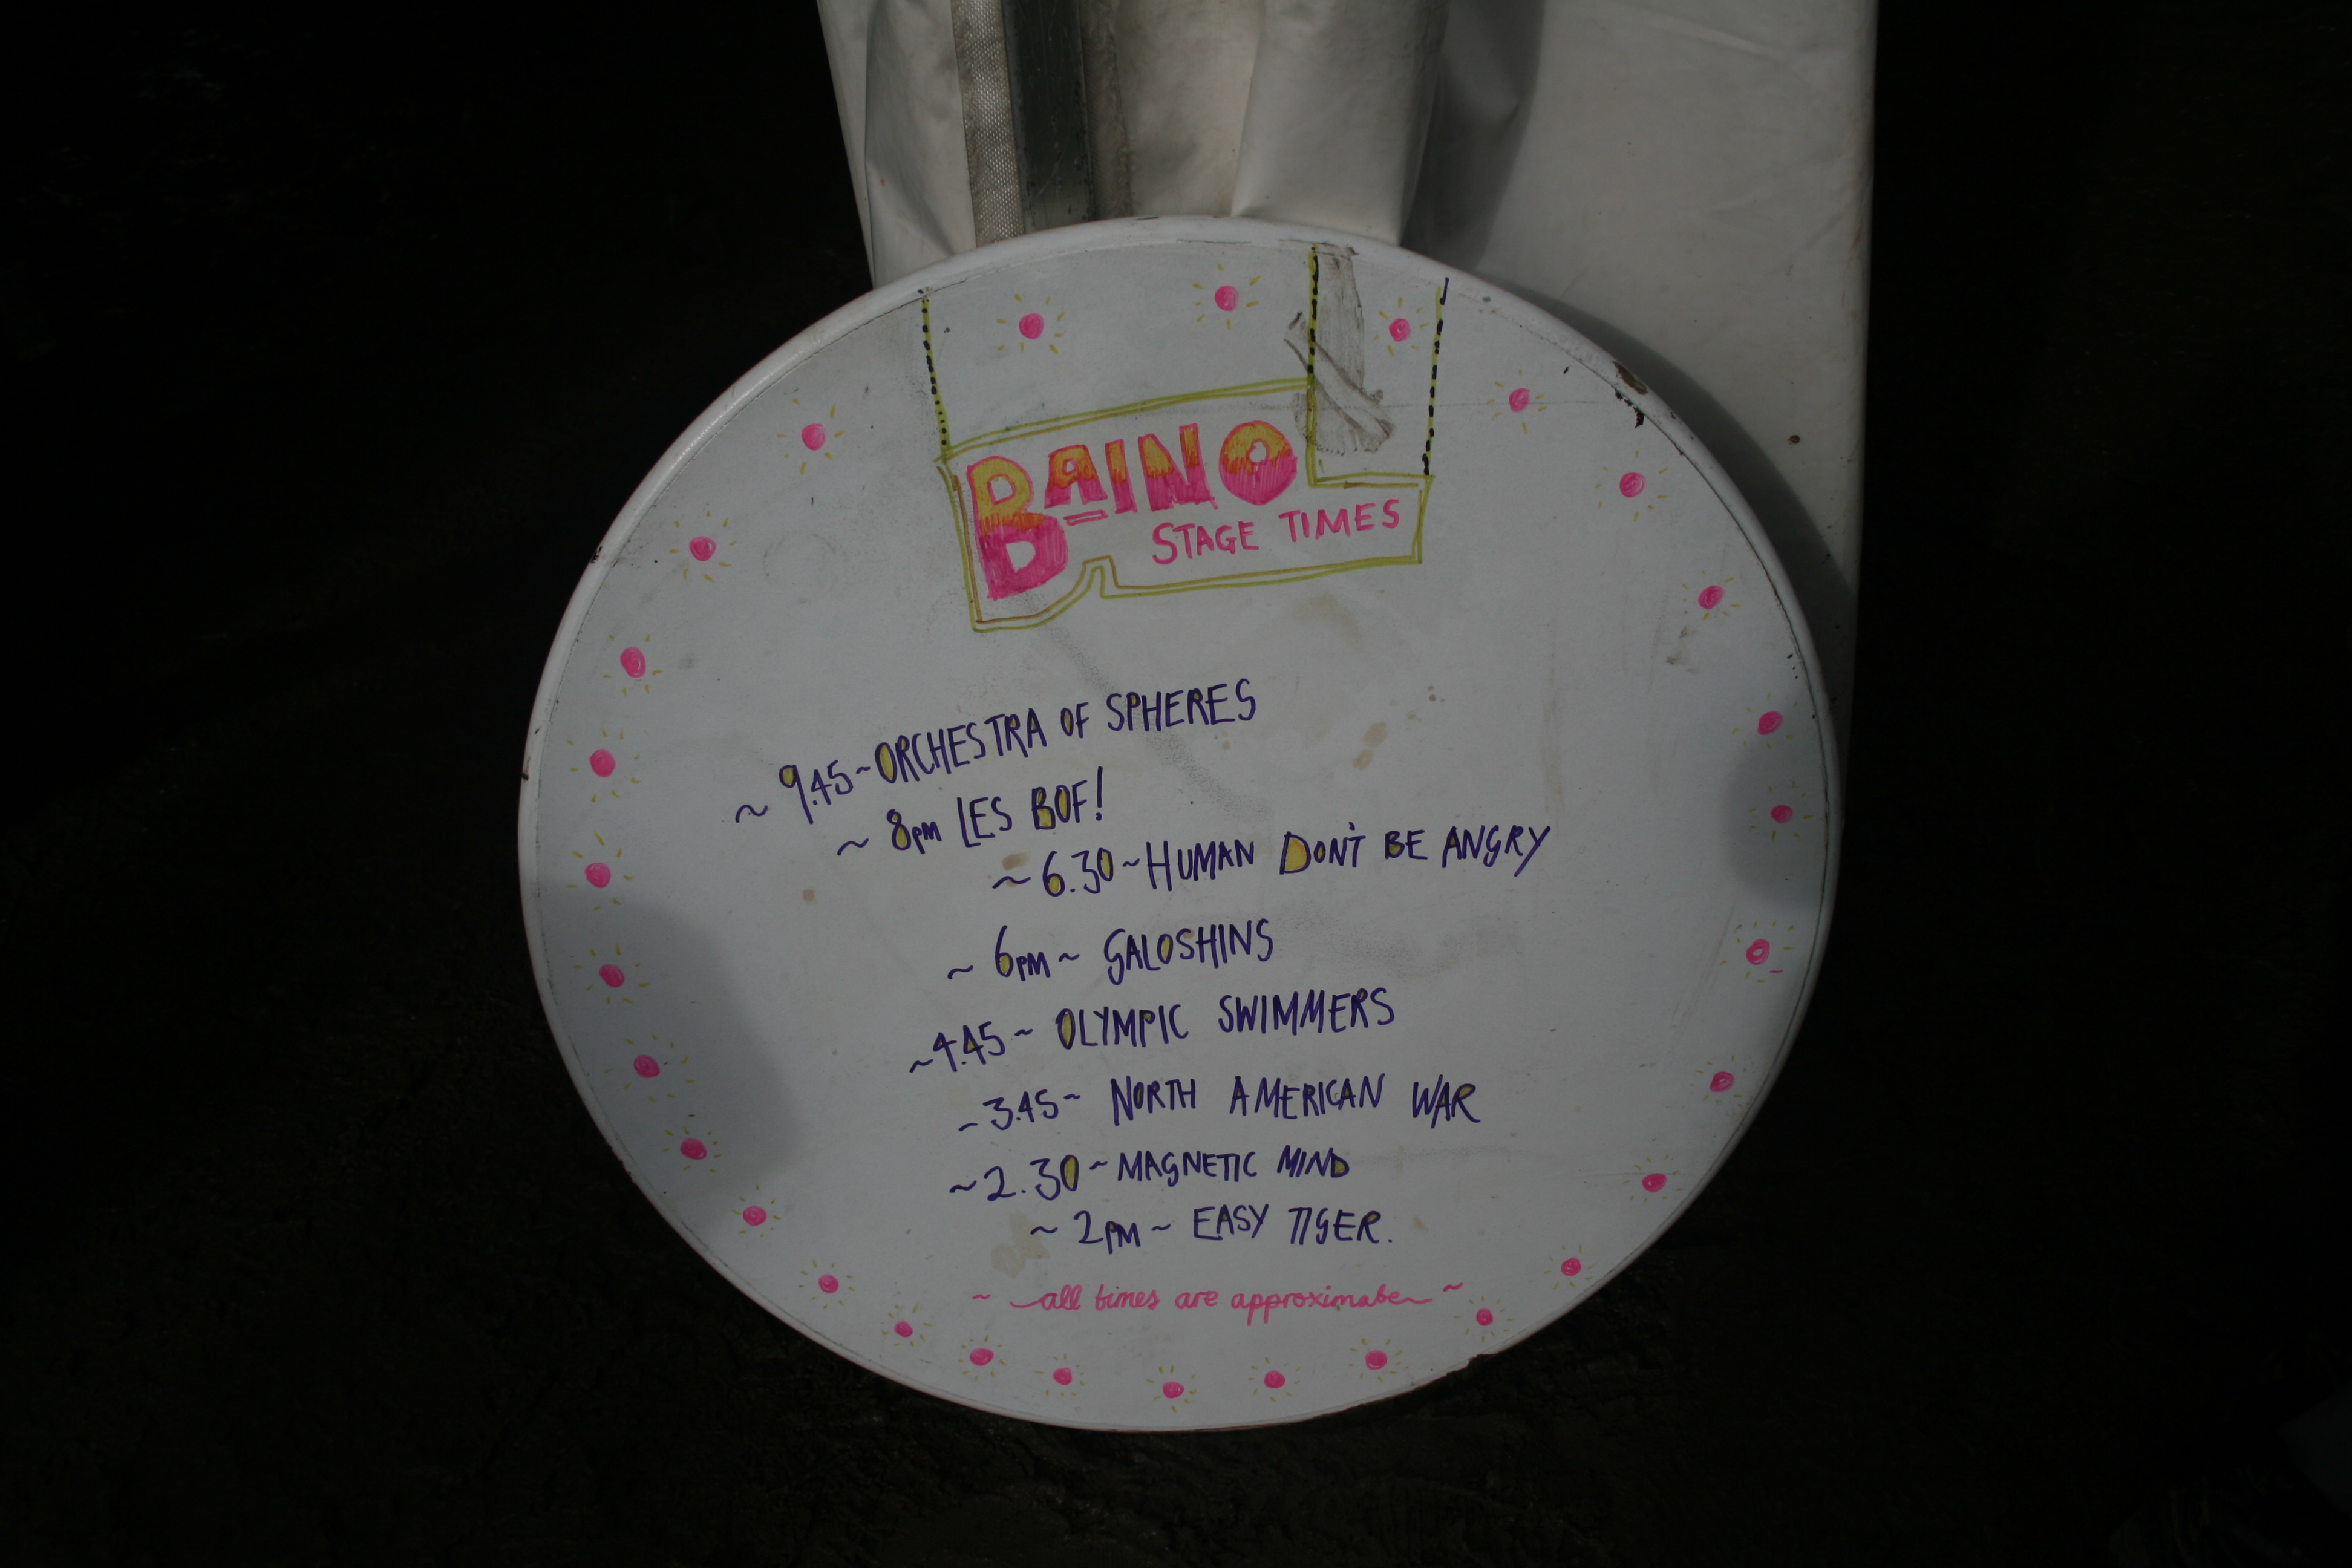 BAINO
STAGE TIMES
~ 9.45 ~ ORCHESTRA OF SPHERES
~ 8PM LES BOF!
~ 6.30 ~ HUMAN DON'T BE ANGRY
~ 6PM ~ GALOSHINS
~ 4.45 ~ OLYMPIC SWIMMERS
~ 3.45 ~ NORTH AMERICAN WAR
~ 2.30 ~ MAGNETIC MIND
~ 2PM ~ EASY TIGER.
~ all times are approximate ~